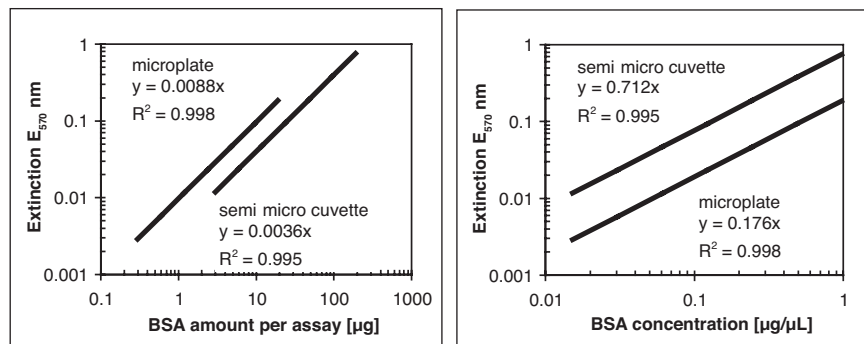 Extinction E570 nm
1
0.1
0.01
0.001
microplate
y = 0.0088x
R2 = 0.998
semi micro cuvette
y = 0.0036x
R2 = 0.995
0.1 1 10 100 1000
BSA amount per assay [µg]
Extinction E570 nm
1
0.1
0.01
0.001
semi micro cuvette
y = 0.712x
R2 = 0.995
microplate
y = 0.176x
R2 = 0.998
0.01 0.1 1
BSA concentration [µg/µL]